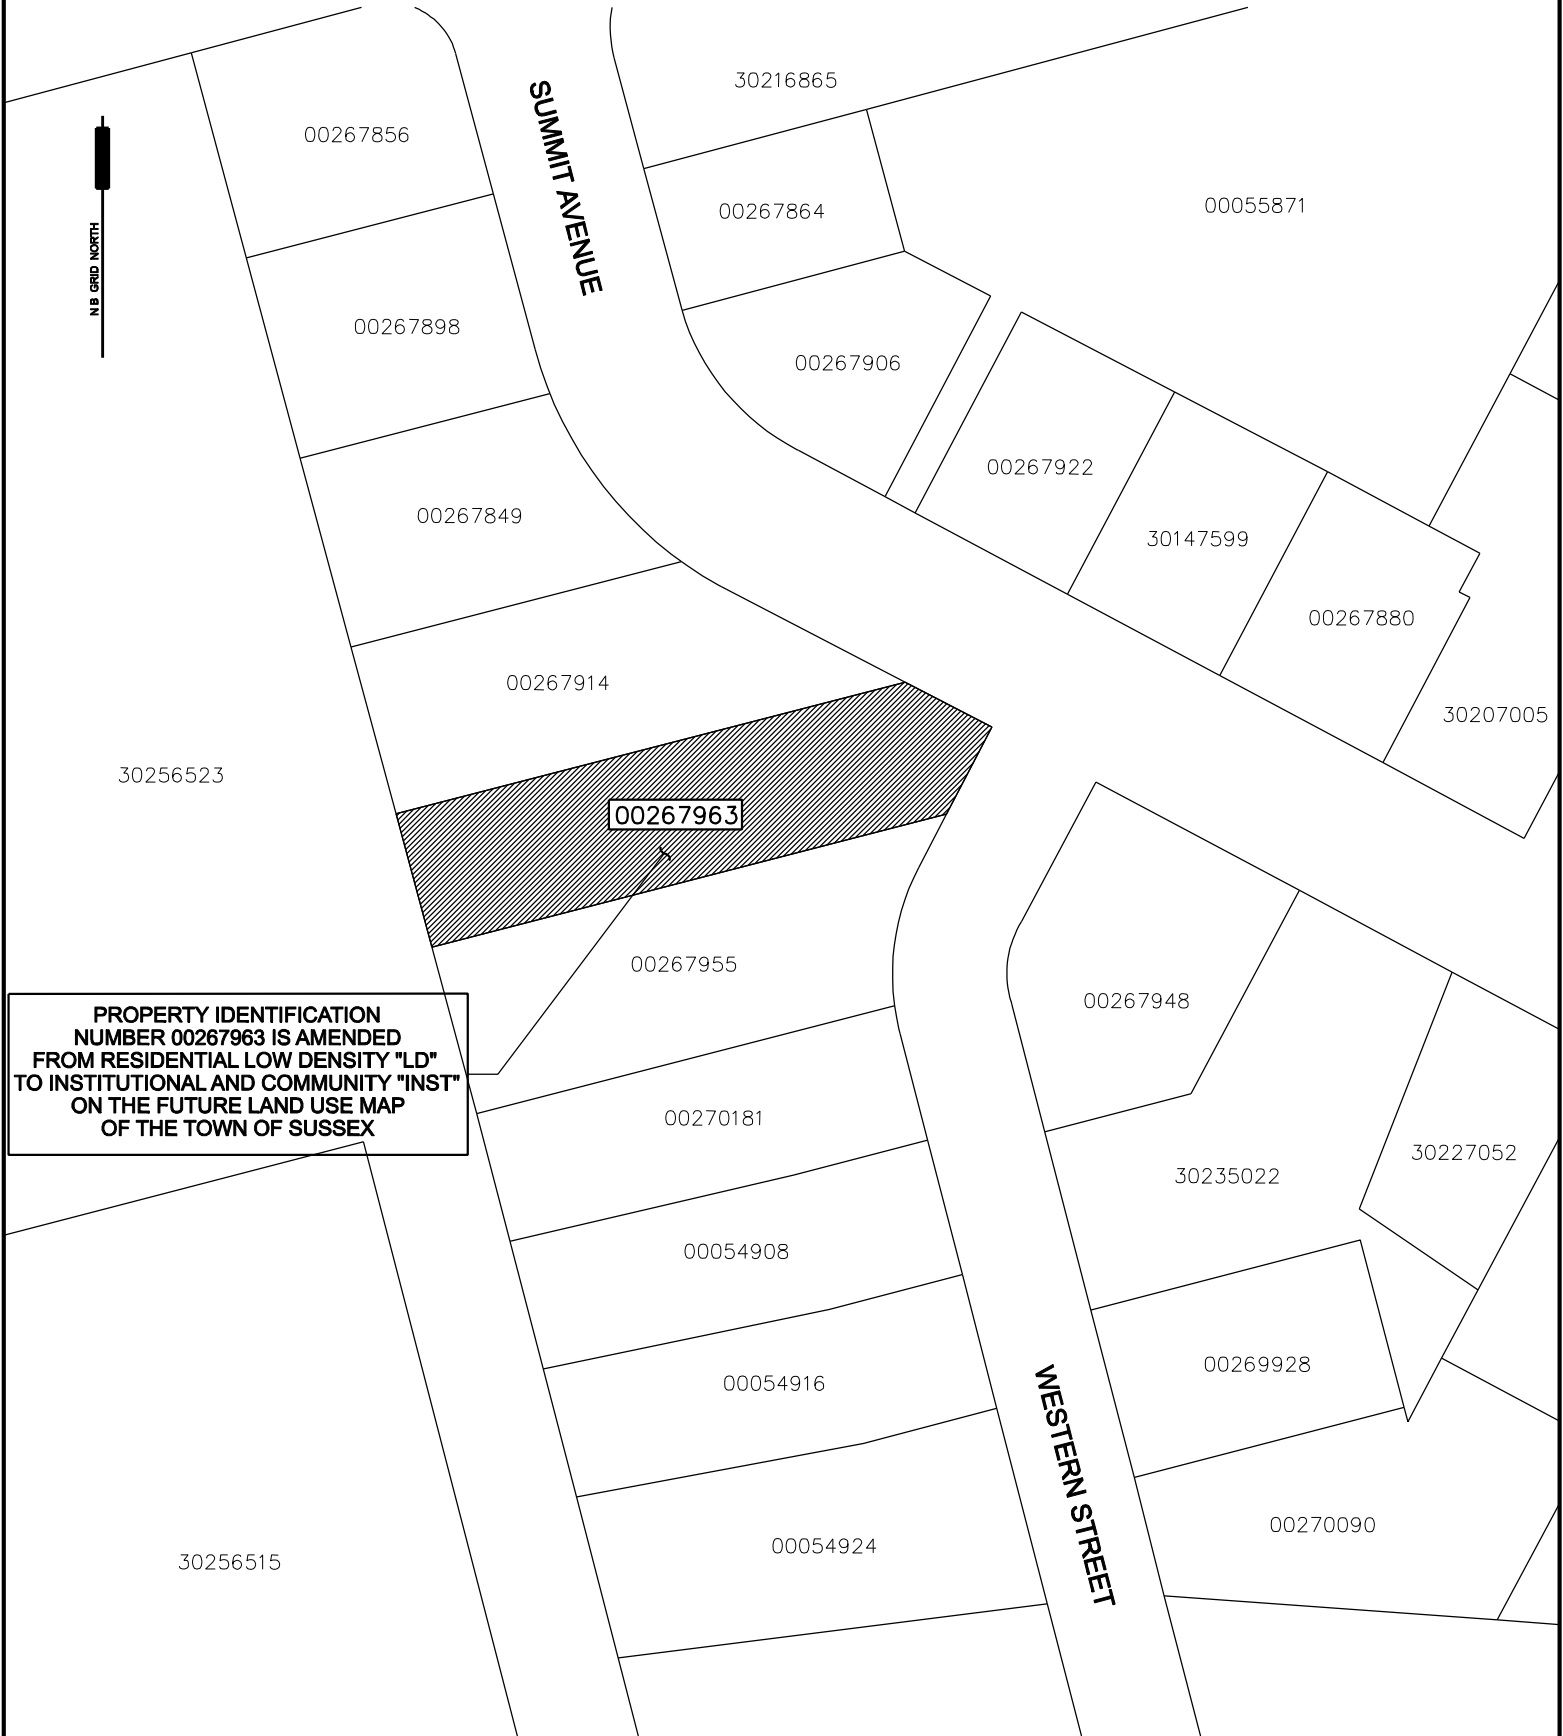 30216865
00267856
SUMMIT AVENUE
00267864
00055871
NB GRID NORTH
00267898
00267906
00267922
00267849
30147599
00267880
00267914
30207005
30256523
00267963
00267955
00267948
PROPERTY IDENTIFICATION
NUMBER 00267963 IS AMENDED
FROM RESIDENTIAL LOW DENSITY "LD"
TO INSTITUTIONAL AND COMMUNITY "INST"
ON THE FUTURE LAND USE MAP
OF THE TOWN OF SUSSEX
00270181
30227052
30235022
00054908
00269928
00054916
WESTERN STREET
00270090
00054924
30256515